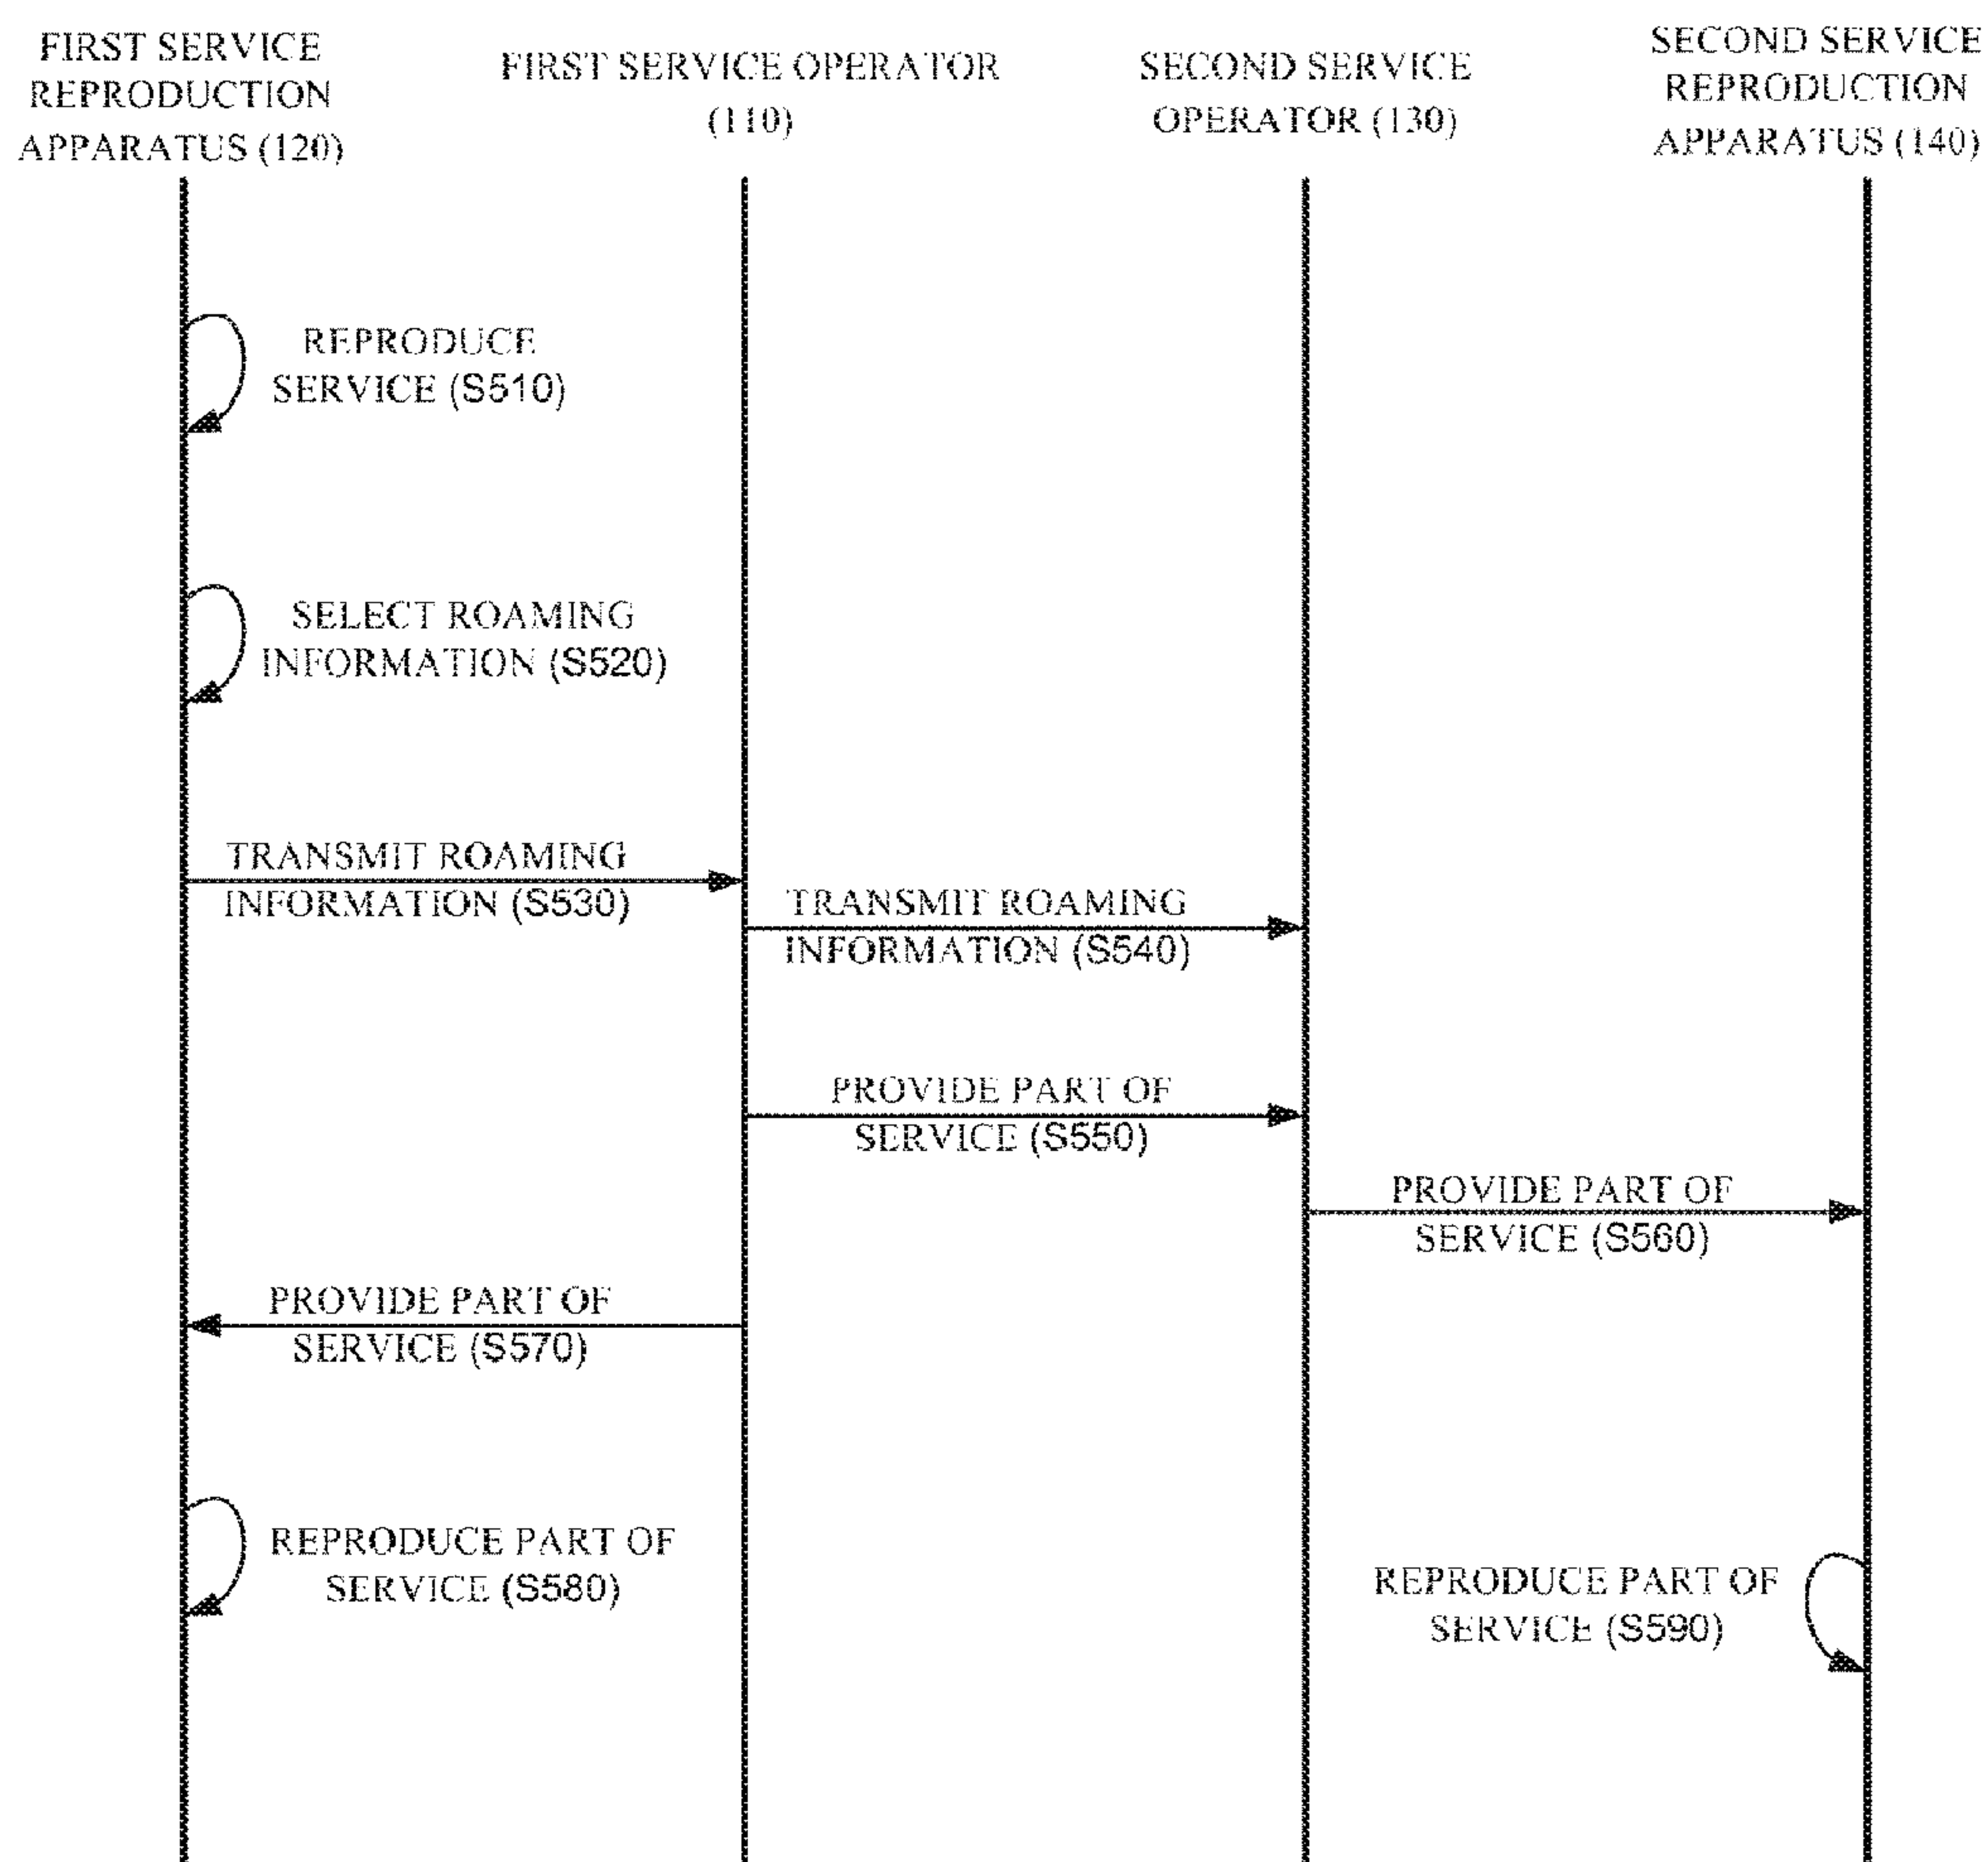 FIRST SERVICE
REPRODUCTION
APPARATUS (120)
FIRST SERVICE OPERATOR
(110)
SECOND SERVICE
OPERATOR (130)
SECOND SERVICE
REPRODUCTION
APPARATUS (140)
REPRODUCE
SERVICE (S510)
SELECT ROAMING
INFORMATION (S520)
TRANSMIT ROAMING
INFORMATION (S530)
TRANSMIT ROAMING
INFORMATION (S540)
PROVIDE PART OF
SERVICE (S550)
PROVIDE PART OF
SERVICE (S560)
PROVIDE PART OF
SERVICE (S570)
REPRODUCE PART OF
SERVICE (S580)
REPRODUCE PART OF
SERVICE (S590)